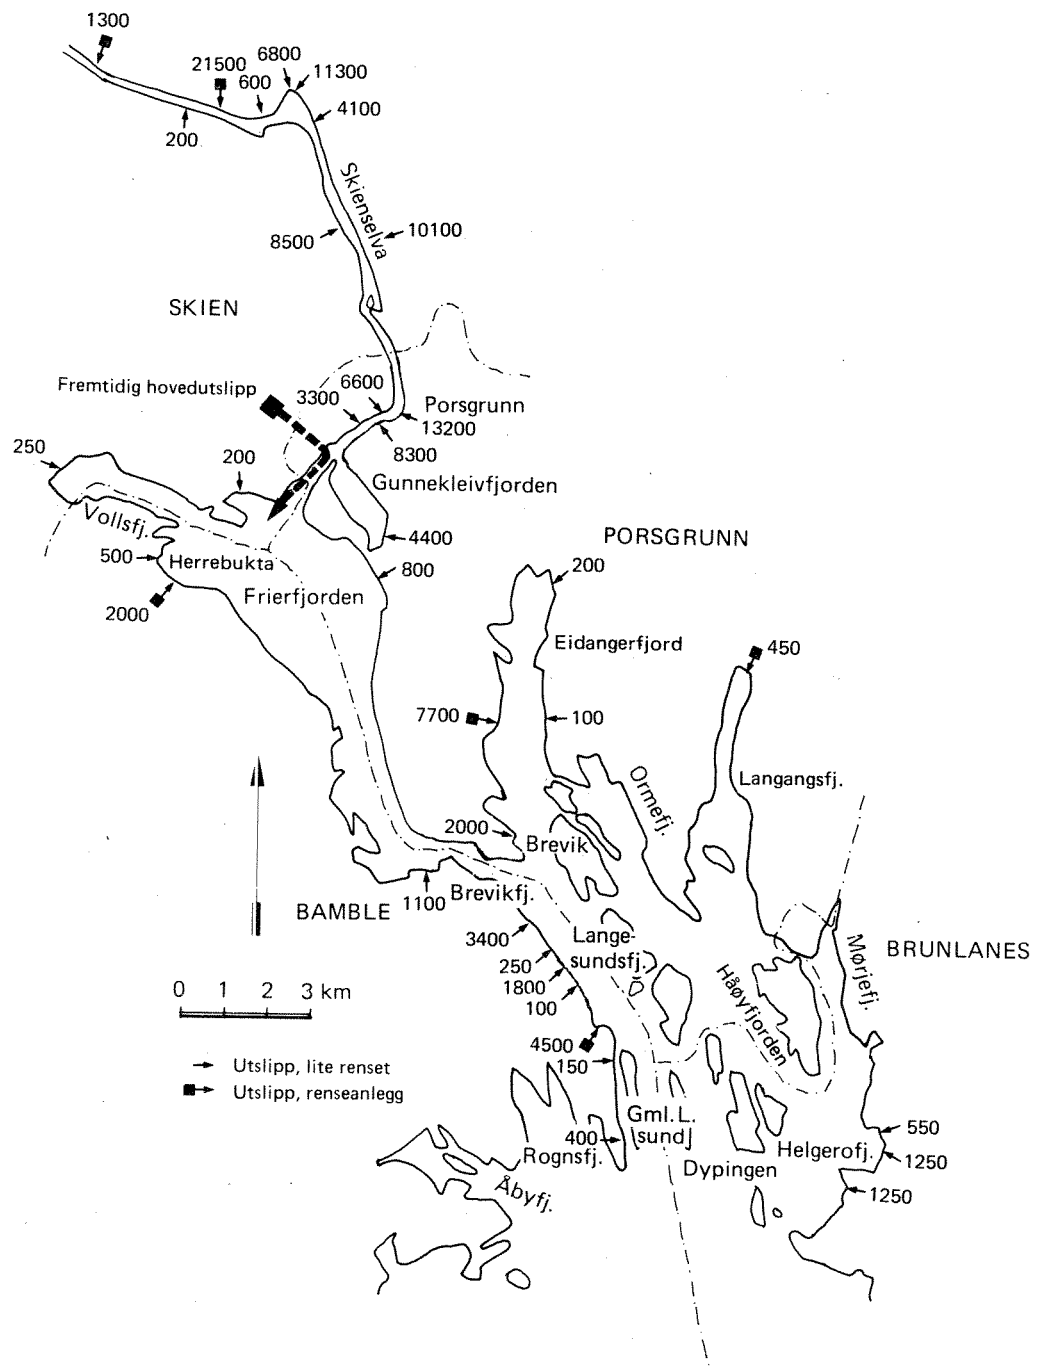 1300
6800
21500
11300
600
4100
200
Skienselva
10100
8500
SKIEN
Fremtidig hovedutslipp
6600
3300
Porsgrunn
13200
8300
250
200
Gunnekleivfjorden
Vollsfj.
4400
PORSGRUNN
500
Herrebukta
800
200
2000
Frierfjorden
Eidangerfjord
450
7700
100
Ormefj.
Langangsfj.
2000
Brevik
1100
Brevikfj.
BAMBLE
3400
Lange-
sundsfj.
BRUNLANES
Mørjefj.
250
1800
100
Håøyfjorden
0 1 2 3 km
4500
150
Utslipp, lite renset
Utslipp, renseanlegg
Gml. L.
sund
400
Rognsfj.
550
Helgerofj.
1250
Dypingen
1250
Åbyfj.